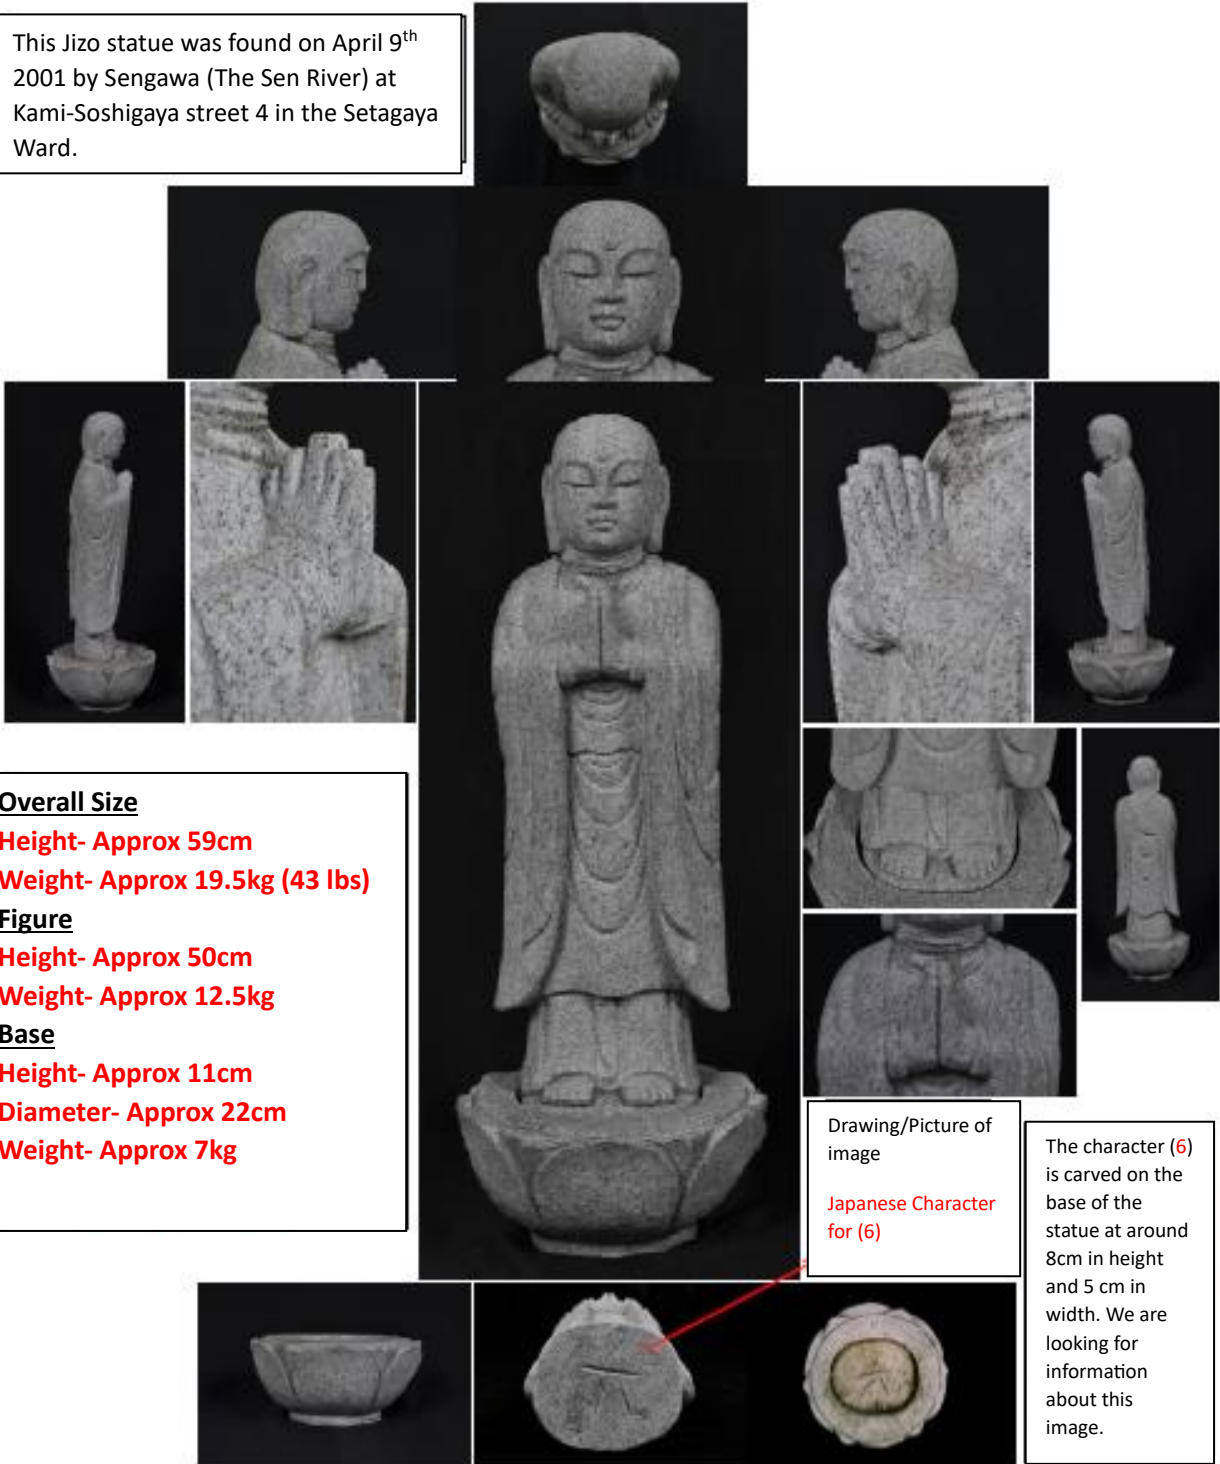 This Jizo statue was found on April 9th
2001 by Sengawa (The Sen River) at
Kami-Soshigaya street 4 in the Setagaya
Ward.
Overall Size
Height- Approx 59cm
Weight- Approx 19.5kg (43 lbs)
Figure
Height- Approx 50cm
Weight- Approx 12.5kg
Base
Height- Approx 11cm
Diameter- Approx 22cm
Weight- Approx 7kg
Drawing/Picture of
image
Japanese Character
for (6)
The character (6)
is carved on the
base of the
statue at around
8cm in height
and 5 cm in
width. We are
looking for
information
about this
image.